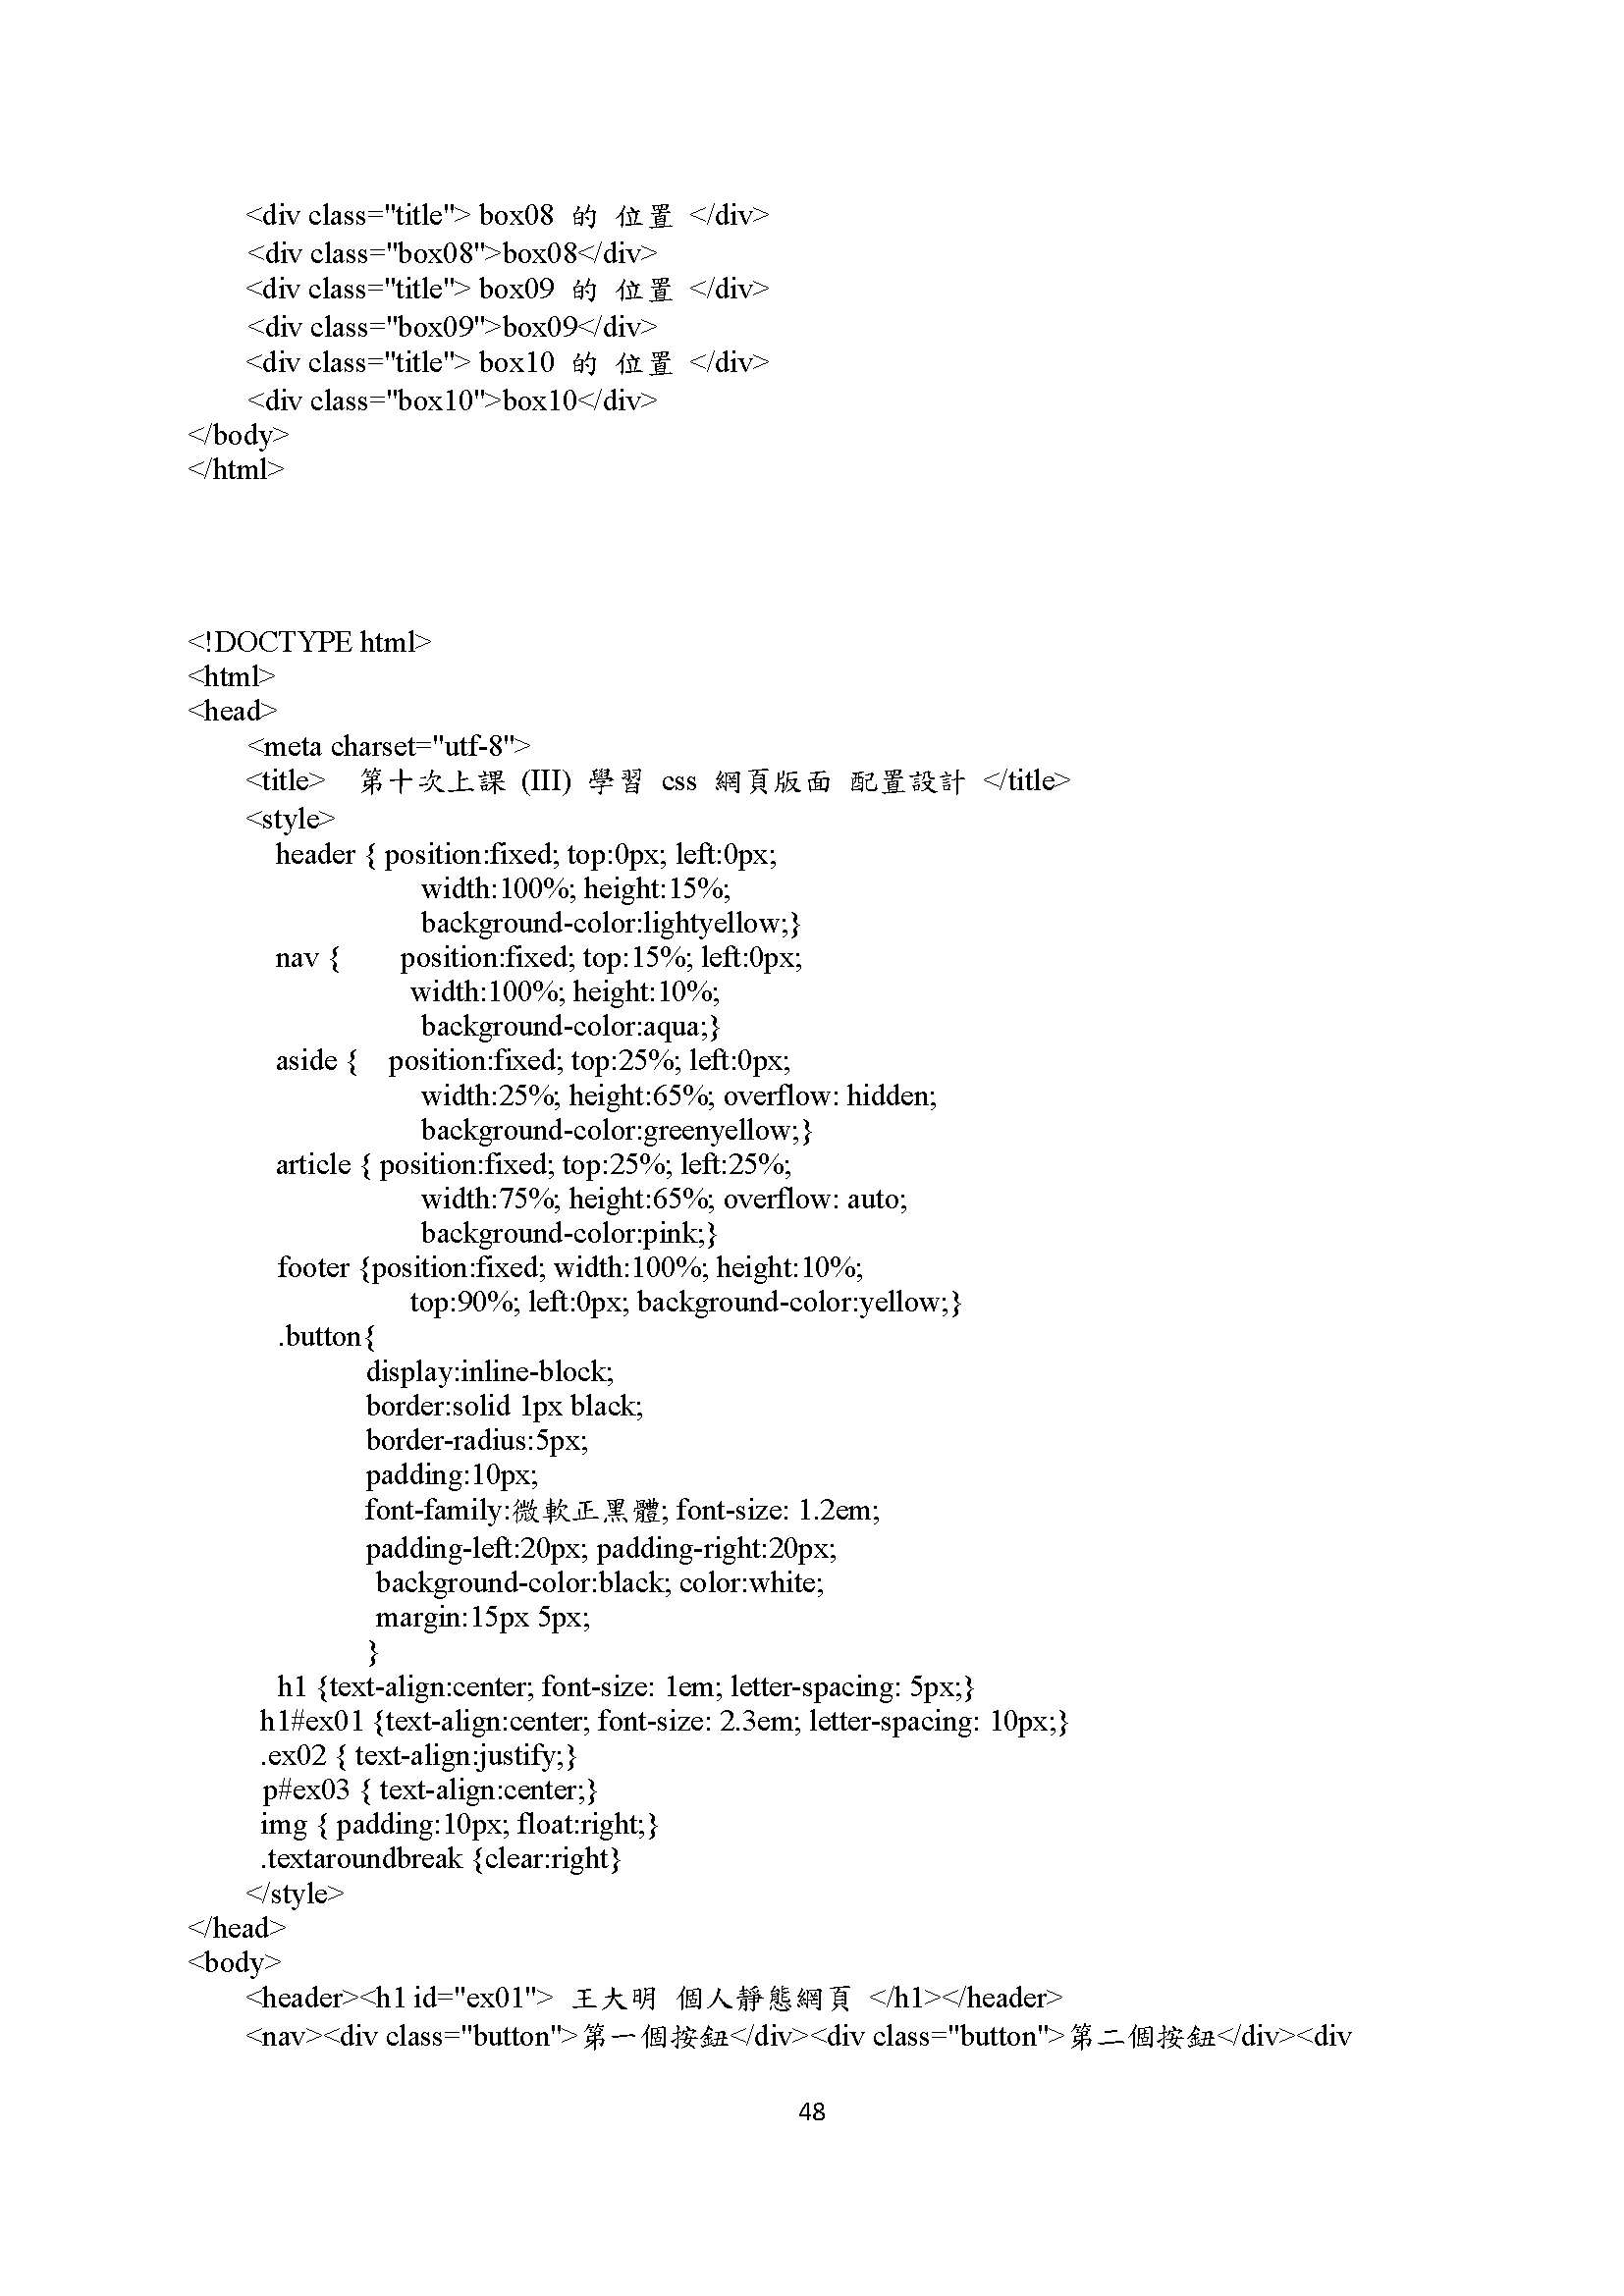 <div class="title"> box08 的 位置 </div>
<div class="box08">box08</div>
<div class="title"> box09 的 位置 </div>
<div class="box09">box09</div>
<div class="title"> box10 的 位置 </div>
<div class="box10">box10</div>
</body>
</html>
<!DOCTYPE html>
<html>
<head>
<meta charset="utf-8">
<title> 第十次上課 (III) 學習 css 網頁版面 配置設計 </title>
<style>
header { position:fixed; top:0px; left:0px;
width:100%; height:15%;
background-color:lightyellow;}
nav { position:fixed; top:15%; left:0px;
width:100%; height:10%;
background-color:aqua;}
aside { position:fixed; top:25%; left:0px;
width:25%; height:65%; overflow: hidden;
background-color:greenyellow;}
article { position:fixed; top:25%; left:25%;
width:75%; height:65%; overflow: auto;
background-color:pink;}
footer {position:fixed; width:100%; height:10%;
top:90%; left:0px; background-color:yellow;}
.button{
display:inline-block;
border:solid 1px black;
border-radius:5px;
padding:10px;
font-family:微軟正黑體; font-size: 1.2em;
padding-left:20px; padding-right:20px;
background-color:black; color:white;
margin:15px 5px;
}
h1 {text-align:center; font-size: 1em; letter-spacing: 5px;}
h1#ex01 {text-align:center; font-size: 2.3em; letter-spacing: 10px;}
.ex02 { text-align:justify;}
p#ex03 { text-align:center;}
img { padding:10px; float:right;}
.textaroundbreak {clear:right}
</style>
</head>
<body>
<header><h1 id="ex01"> 王大明 個人靜態網頁 </h1></header>
<nav><div class="button">第一個按鈕</div><div class="button">第二個按鈕</div><div
48